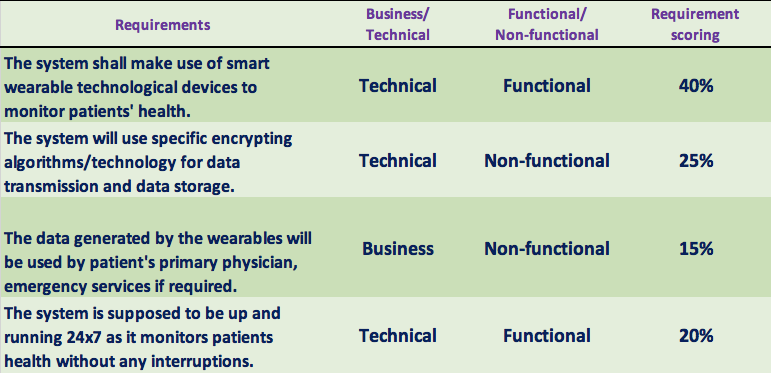 Requirements
Business/
Technical
Functional/
Non-functional
Requirement
scoring
The system shall make use of smart
wearable technological devices to
monitor patients' health.
Technical
Functional
40%
The system will use specific encrypting
algorithms/technology for data
transmission and data storage.
Technical
Non-functional
25%
The data generated by the wearables will
be used by patient's primary physician,
emergency services if required.
Business
Non-functional
15%
The system is supposed to be up and
running 24x7 as it monitors patients
health without any interruptions.
Technical
Functional
20%